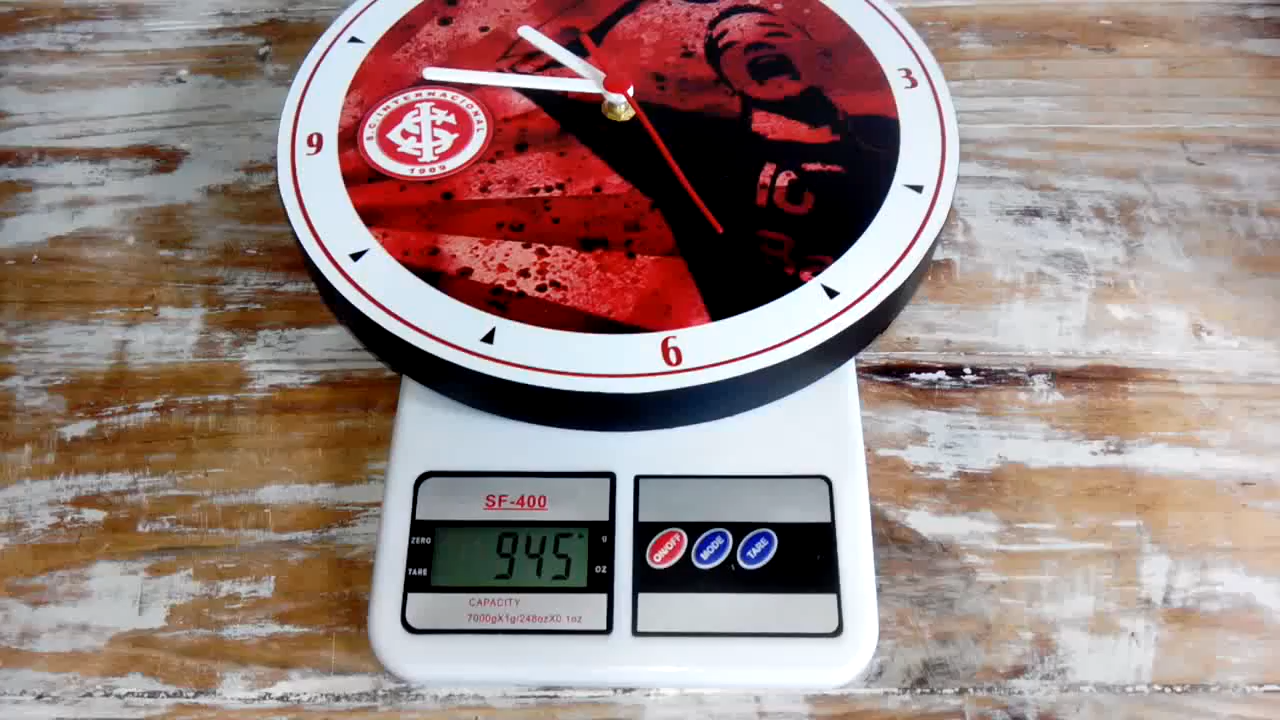 3
9
6
S.C. INTERNACIONAL
1909
10
SF-400
ZERO
TARE
945
g
OZ
CAPACITY
7000gX1g/248ozX0.1oz
ON/OFF
MODE
TARE